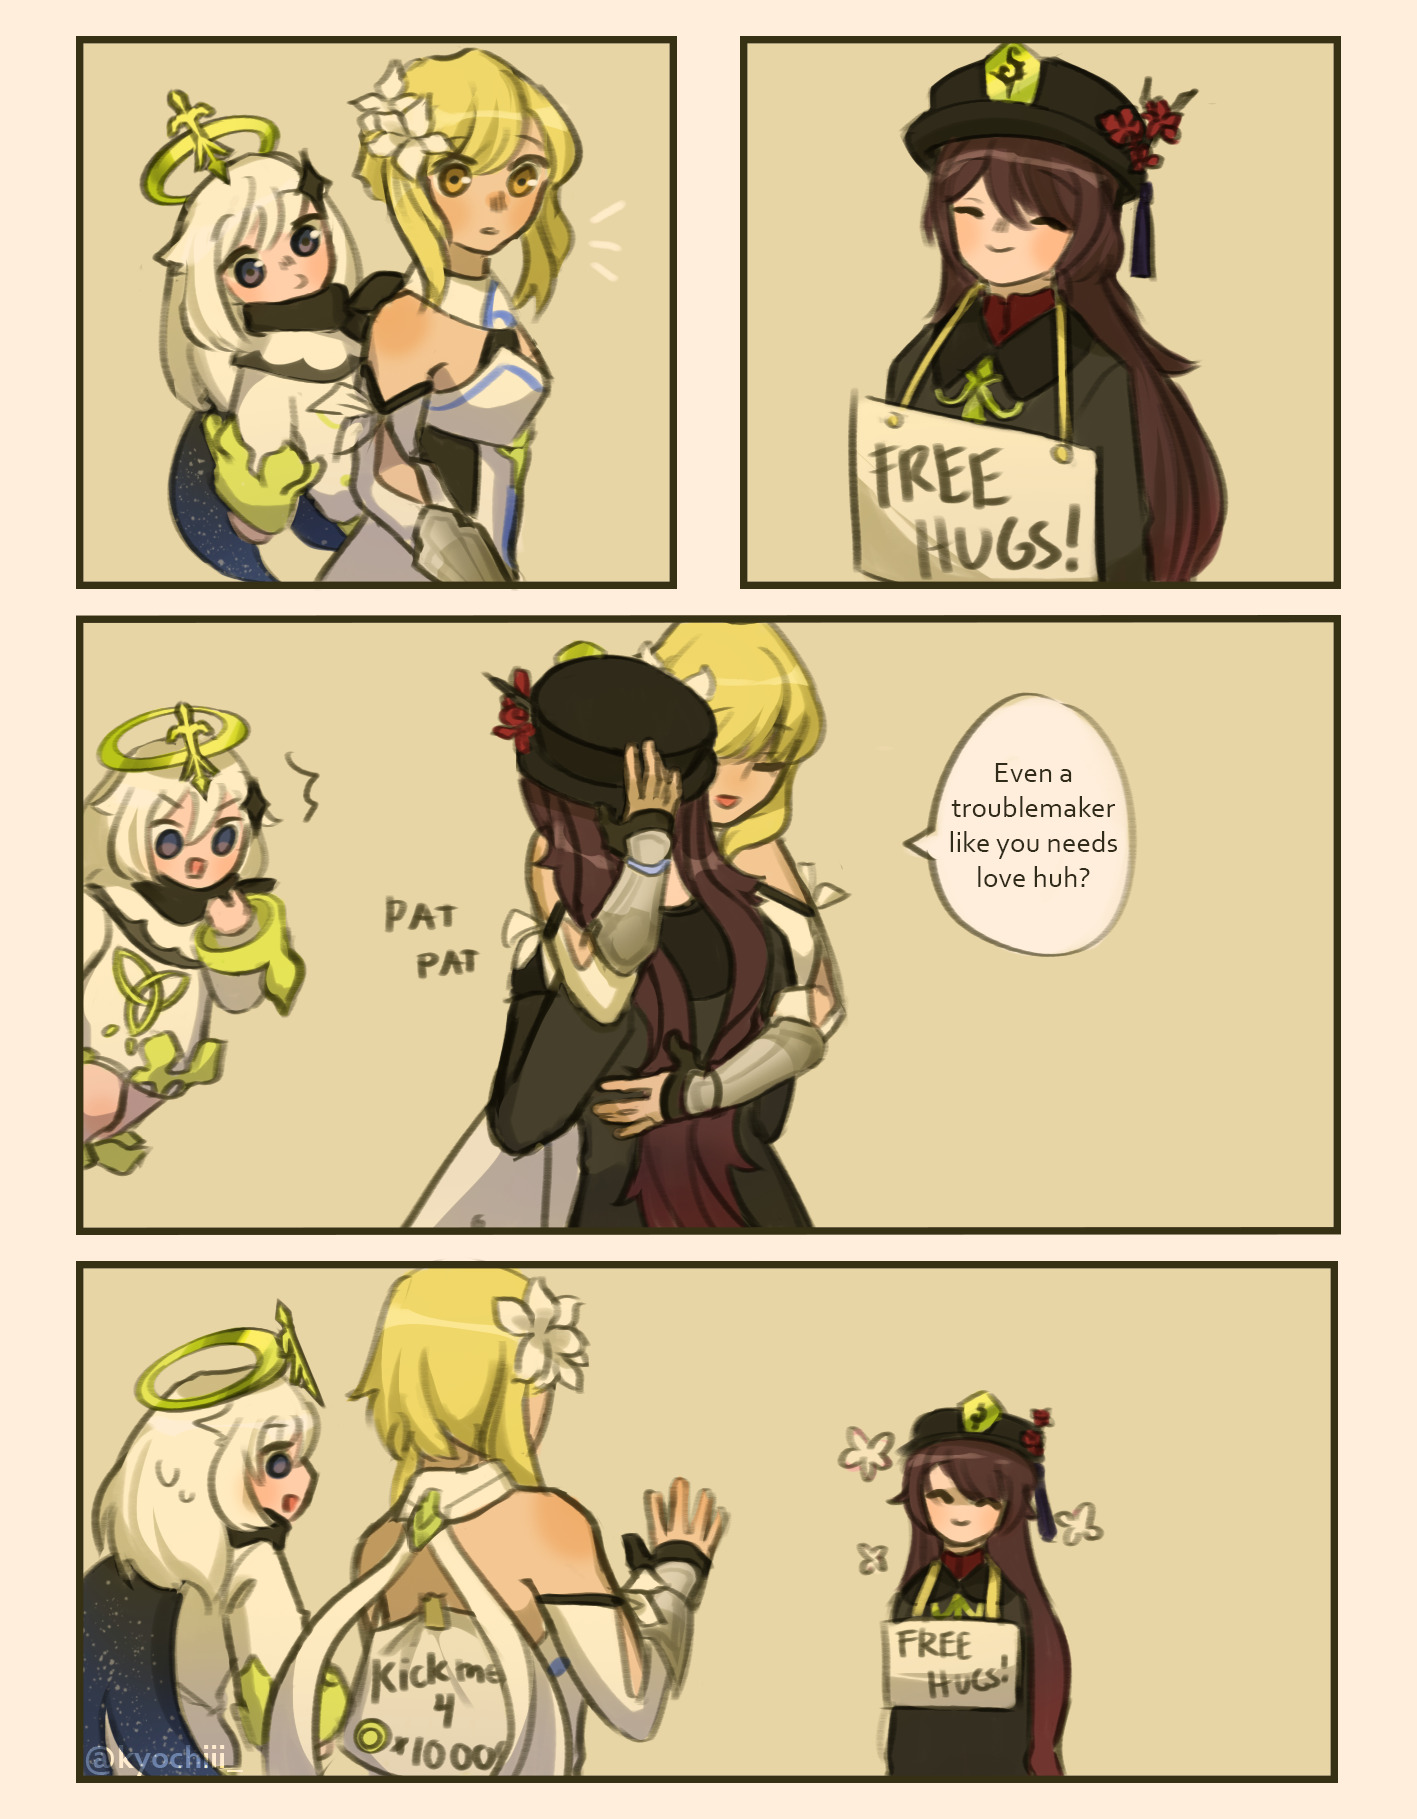 FREE
HUGS!
PAT
PAT
Even a
troublemaker
like you needs
love huh?
Kick me
4
x1000!
FREE
HUGS!
@kyochiii_